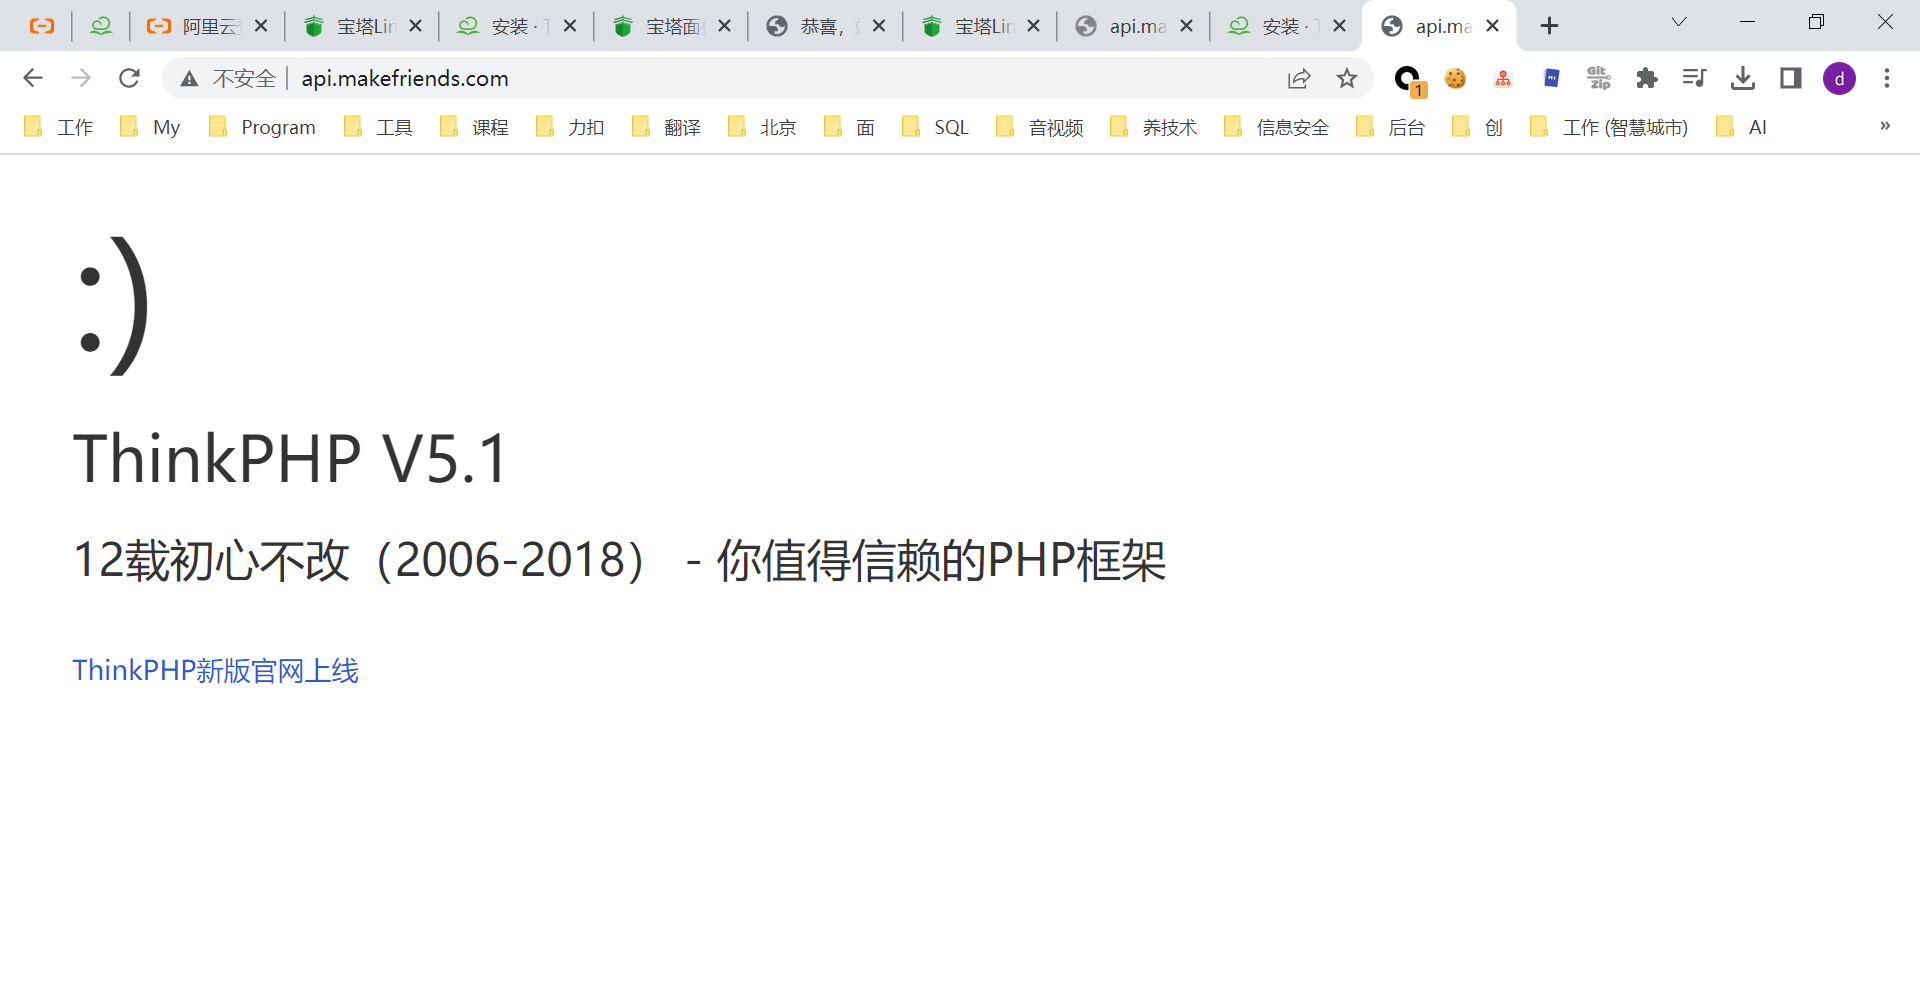 阿里云 宝塔Lin 安装 · 宝塔面 恭喜， 宝塔Lin api.ma 安装 · api.ma
不安全 api.makefriends.com 1 Git zip d
工作 My Program 工具 课程 力扣 翻译 北京 面 SQL 音视频 养技术 信息安全 后台 创 工作 (智慧城市) AI »
:)
ThinkPHP V5.1
12载初心不改（2006-2018） - 你值得信赖的PHP框架
ThinkPHP新版官网上线